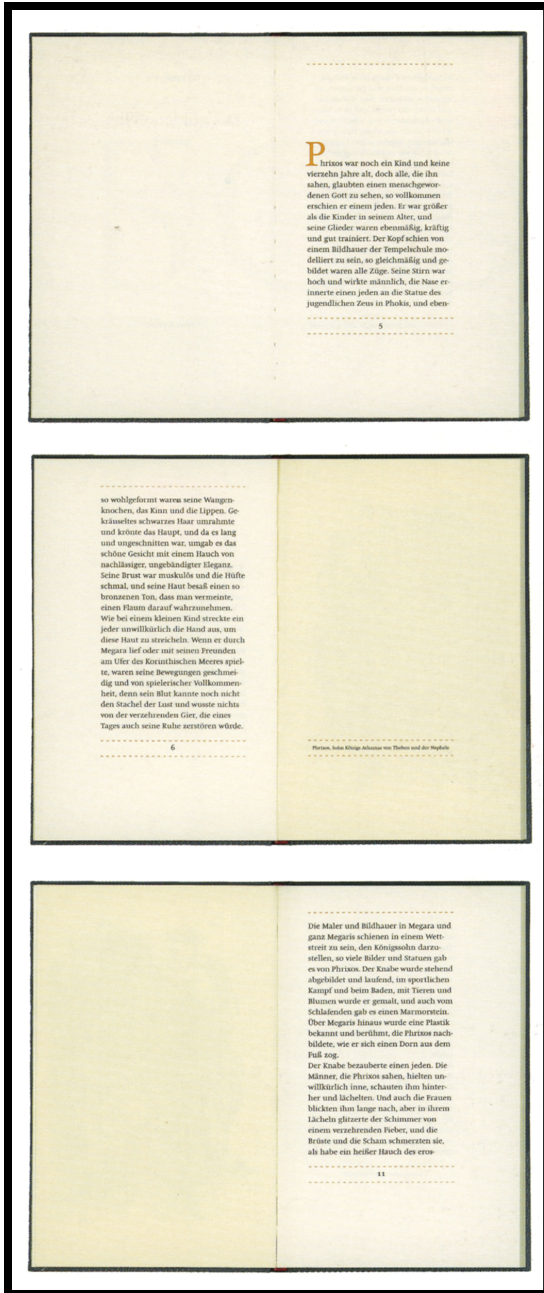 Phrixos war noch ein Kind und keine
vierzehn Jahre alt, doch alle, die ihn
sahen, glaubten einen menschgewor-
denen Gott zu sehen, so vollkommen
erschien er einem jeden. Er war größer
als die Kinder in seinem Alter, und
seine Glieder waren ebenmäßig, kräftig
und gut trainiert. Der Kopf schien von
einem Bildhauer der Tempelschule mo-
delliert zu sein, so gleichmäßig und ge-
bildet waren alle Züge. Seine Stirn war
hoch und wirkte männlich, die Nase er-
innerte einen jeden an die Statue des
jugendlichen Zeus in Phokis, und eben-
5
so wohlgeformt waren seine Wangen-
knochen, das Kinn und die Lippen. Ge-
kräuseltes schwarzes Haar umrahmte
und krönte das Haupt, und da es lang
und ungeschnitten war, umgab es das
schöne Gesicht mit einem Hauch von
nachlässiger, ungebändigter Eleganz.
Seine Brust war muskulös und die Hüfte
schmal, und seine Haut besaß einen so
bronzenen Ton, dass man vermeinte,
einen Flaum darauf wahrzunehmen.
Wie bei einem kleinen Kind streckte ein
jeder unwillkürlich die Hand aus, um
diese Haut zu streicheln. Wenn er durch
Megara lief oder mit seinen Freunden
am Ufer des Korinthischen Meeres spiel-
te, waren seine Bewegungen geschmei-
dig und von spielerischer Vollkommen-
heit, denn sein Blut kannte noch nicht
den Stachel der Lust und wusste nichts
von der verzehrenden Gier, die eines
Tages auch seine Ruhe zerstören würde.
6
Phrixos, Sohn Königs Athamas von Theben und der Nephele
Die Maler und Bildhauer in Megara und
ganz Megaris schienen in einem Wett-
streit zu sein, den Königssohn darzu-
stellen, so viele Bilder und Statuen gab
es von Phrixos. Der Knabe wurde stehend
abgebildet und laufend, im sportlichen
Kampf und beim Baden, mit Tieren und
Blumen wurde er gemalt, und auch vom
Schlafenden gab es einen Marmorstein.
Über Megaris hinaus wurde eine Plastik
bekannt und berühmt, die Phrixos nach-
bildete, wie er sich einen Dorn aus dem
Fuß zog.
Der Knabe bezauberte einen jeden. Die
Männer, die Phrixos sahen, hielten un-
willkürlich inne, schauten ihm hinter-
her und lächelten. Und auch die Frauen
blickten ihm lange nach, aber in ihrem
Lächeln glitzerte der Schimmer von
einem verzehrenden Fieber, und die
Brüste und die Scham schmerzten sie,
als habe ein heißer Hauch des eros-
11